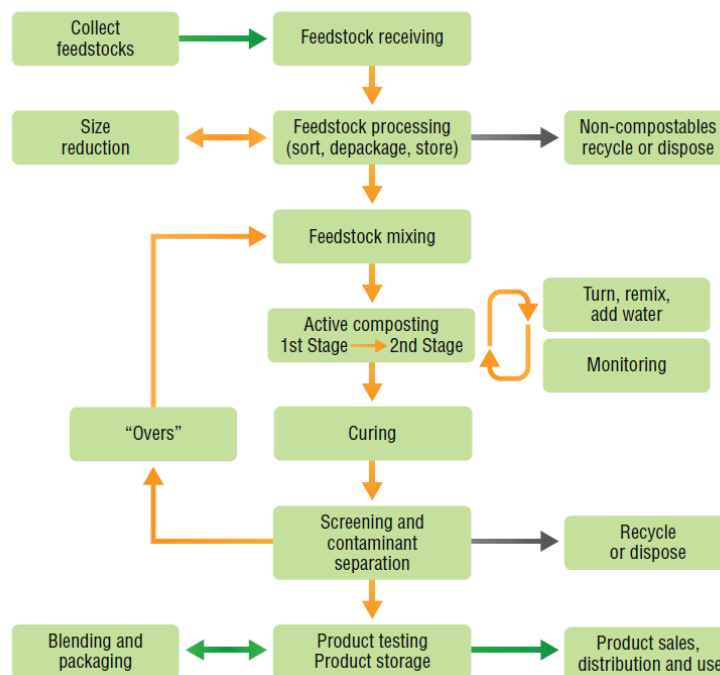 Collect
feedstocks
Feedstock receiving
Size
reduction
Feedstock processing
(sort, depackage, store)
Non-compostables
recycle or dispose
Feedstock mixing
Active composting
1st Stage 2nd Stage
Turn, remix,
add water
Monitoring
“Overs”
Curing
Screening and
contaminant
separation
Recycle
or dispose
Blending and
packaging
Product testing
Product storage
Product sales,
distribution and use